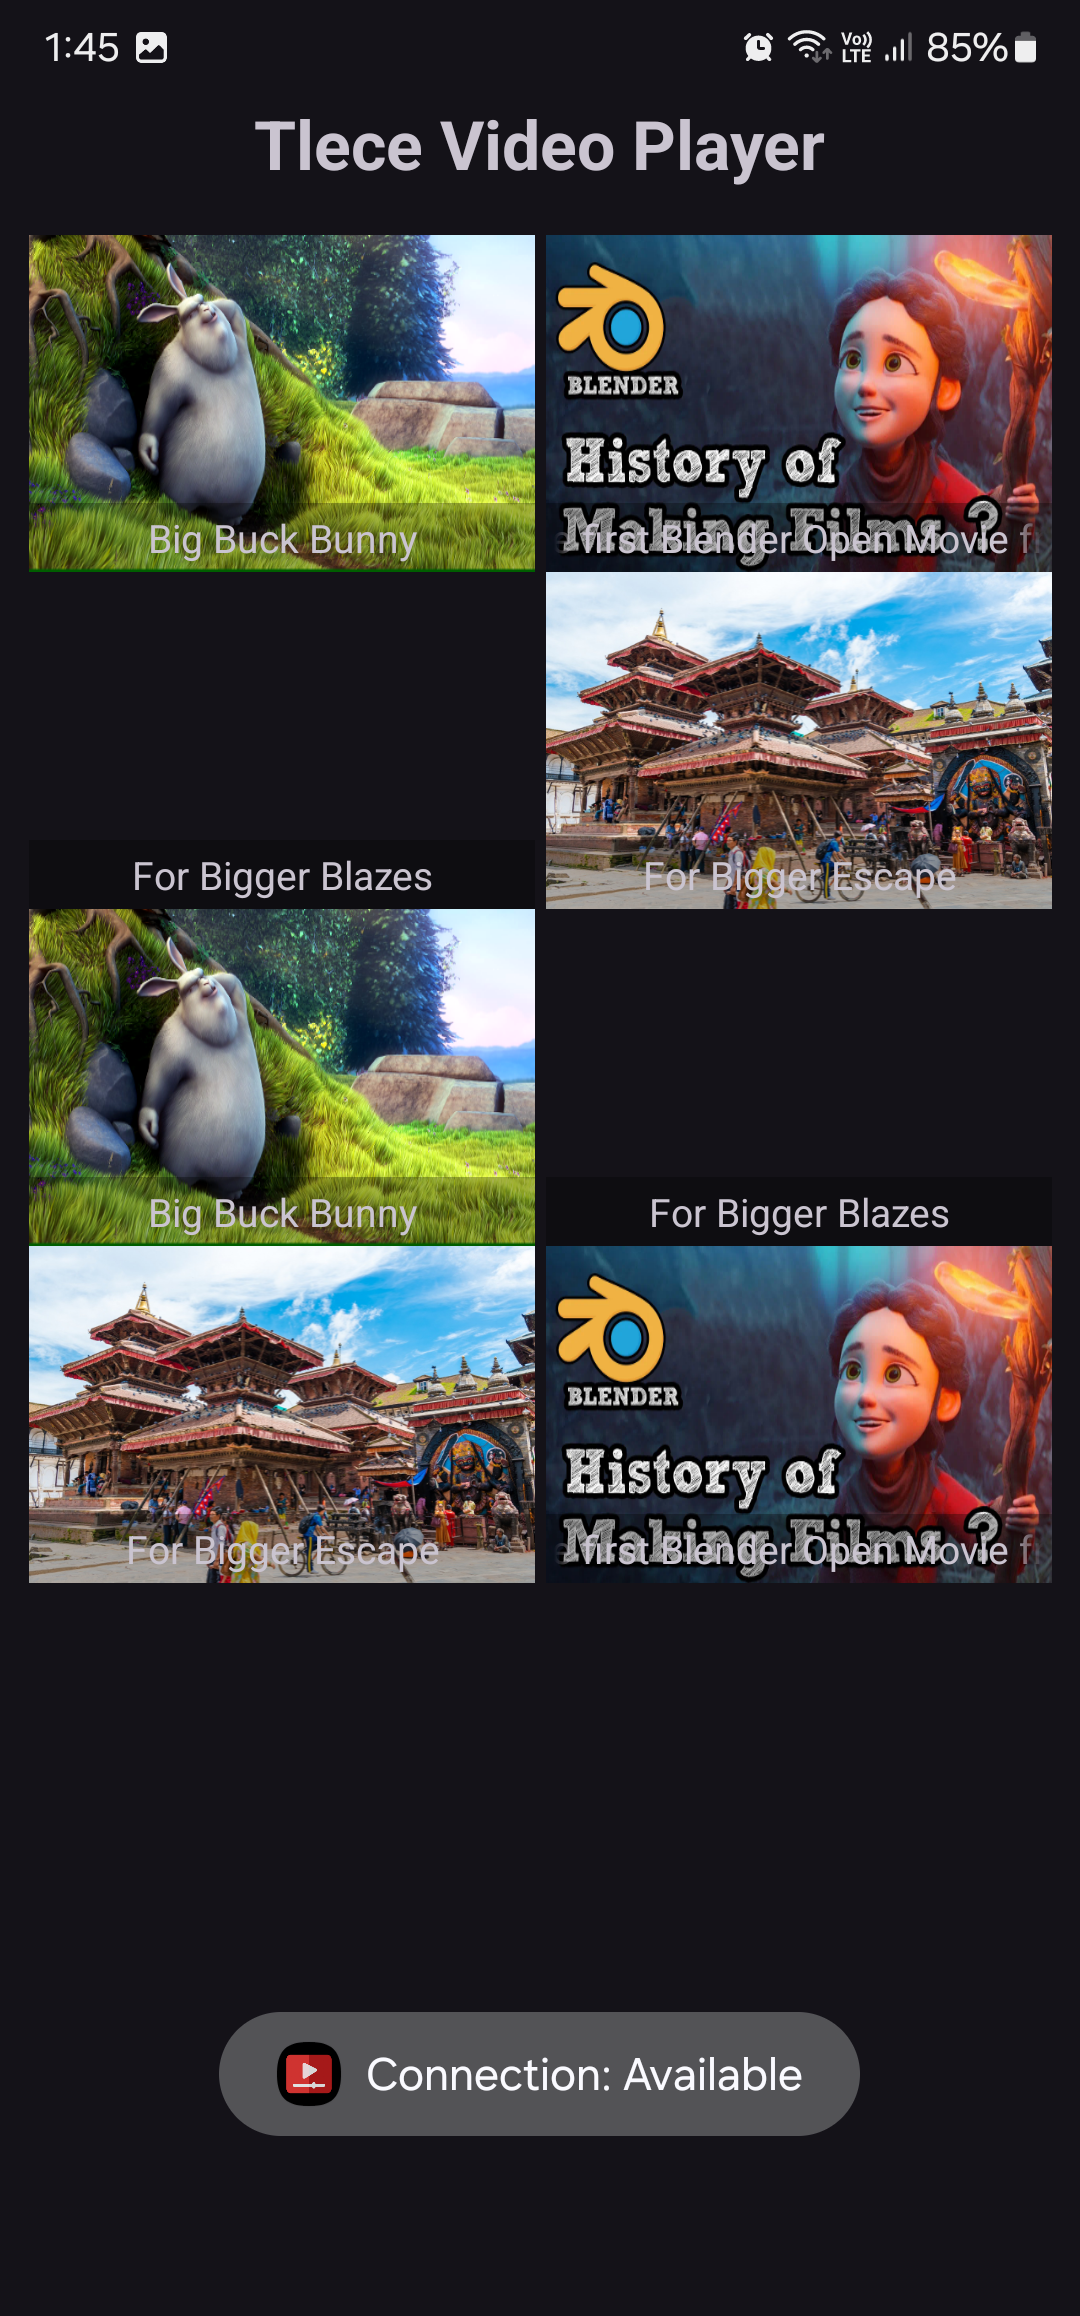 1:45 Vo)) LTE 85%
Tlece Video Player
BLENDER
History of
Making Films ?
Big Buck Bunny
first Blender Open Movie f
For Bigger Blazes
For Bigger Escape
Big Buck Bunny
For Bigger Blazes
BLENDER
History of
Making Films ?
For Bigger Escape
first Blender Open Movie f
Connection: Available